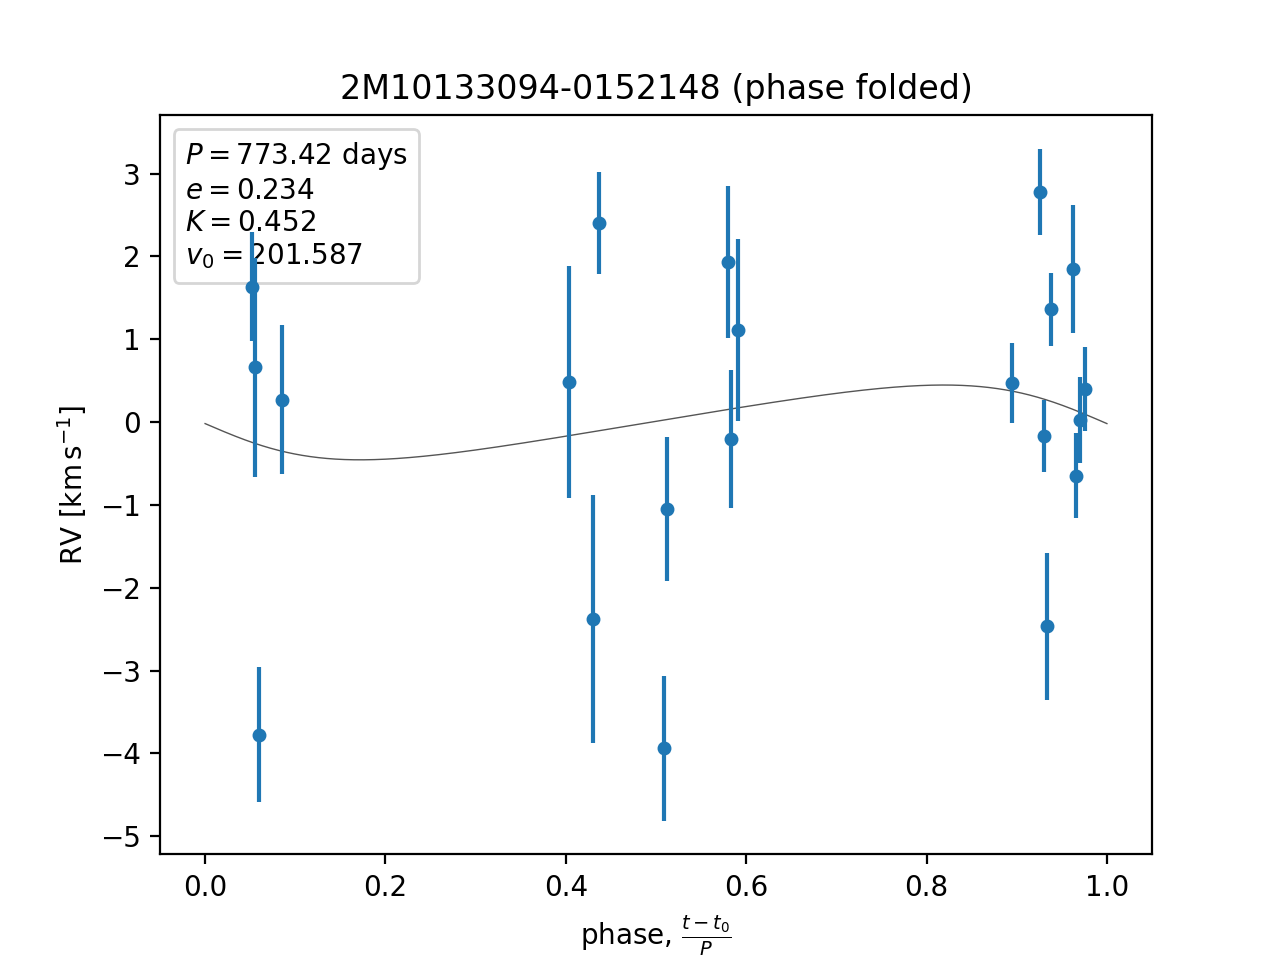 2M10133094-0152148 (phase folded)
P = 773.42 days
e = 0.234
K = 0.452
v₀ = 201.587
3
2
1
0
−1
−2
−3
−4
−5
RV [km s⁻¹]
0.0 0.2 0.4 0.6 0.8 1.0
phase, (t − t₀)/P